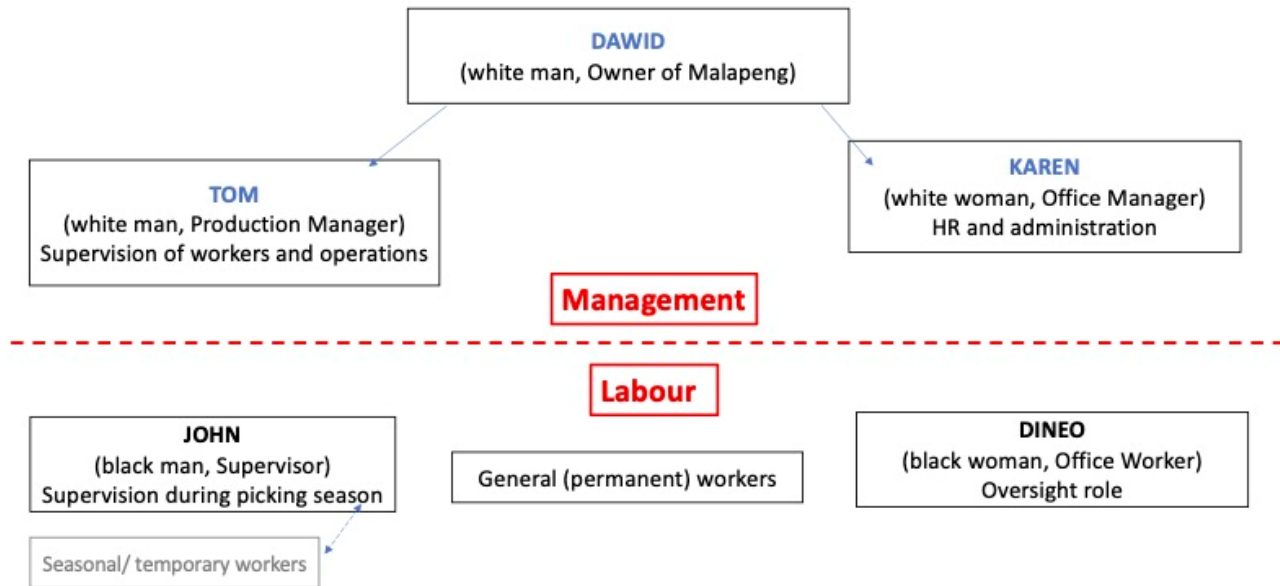 DAWID
(white man, Owner of Malapeng)
TOM
(white man, Production Manager)
Supervision of workers and operations
KAREN
(white woman, Office Manager)
HR and administration
Management
Labour
JOHN
(black man, Supervisor)
Supervision during picking season
General (permanent) workers
DINEO
(black woman, Office Worker)
Oversight role
Seasonal/ temporary workers